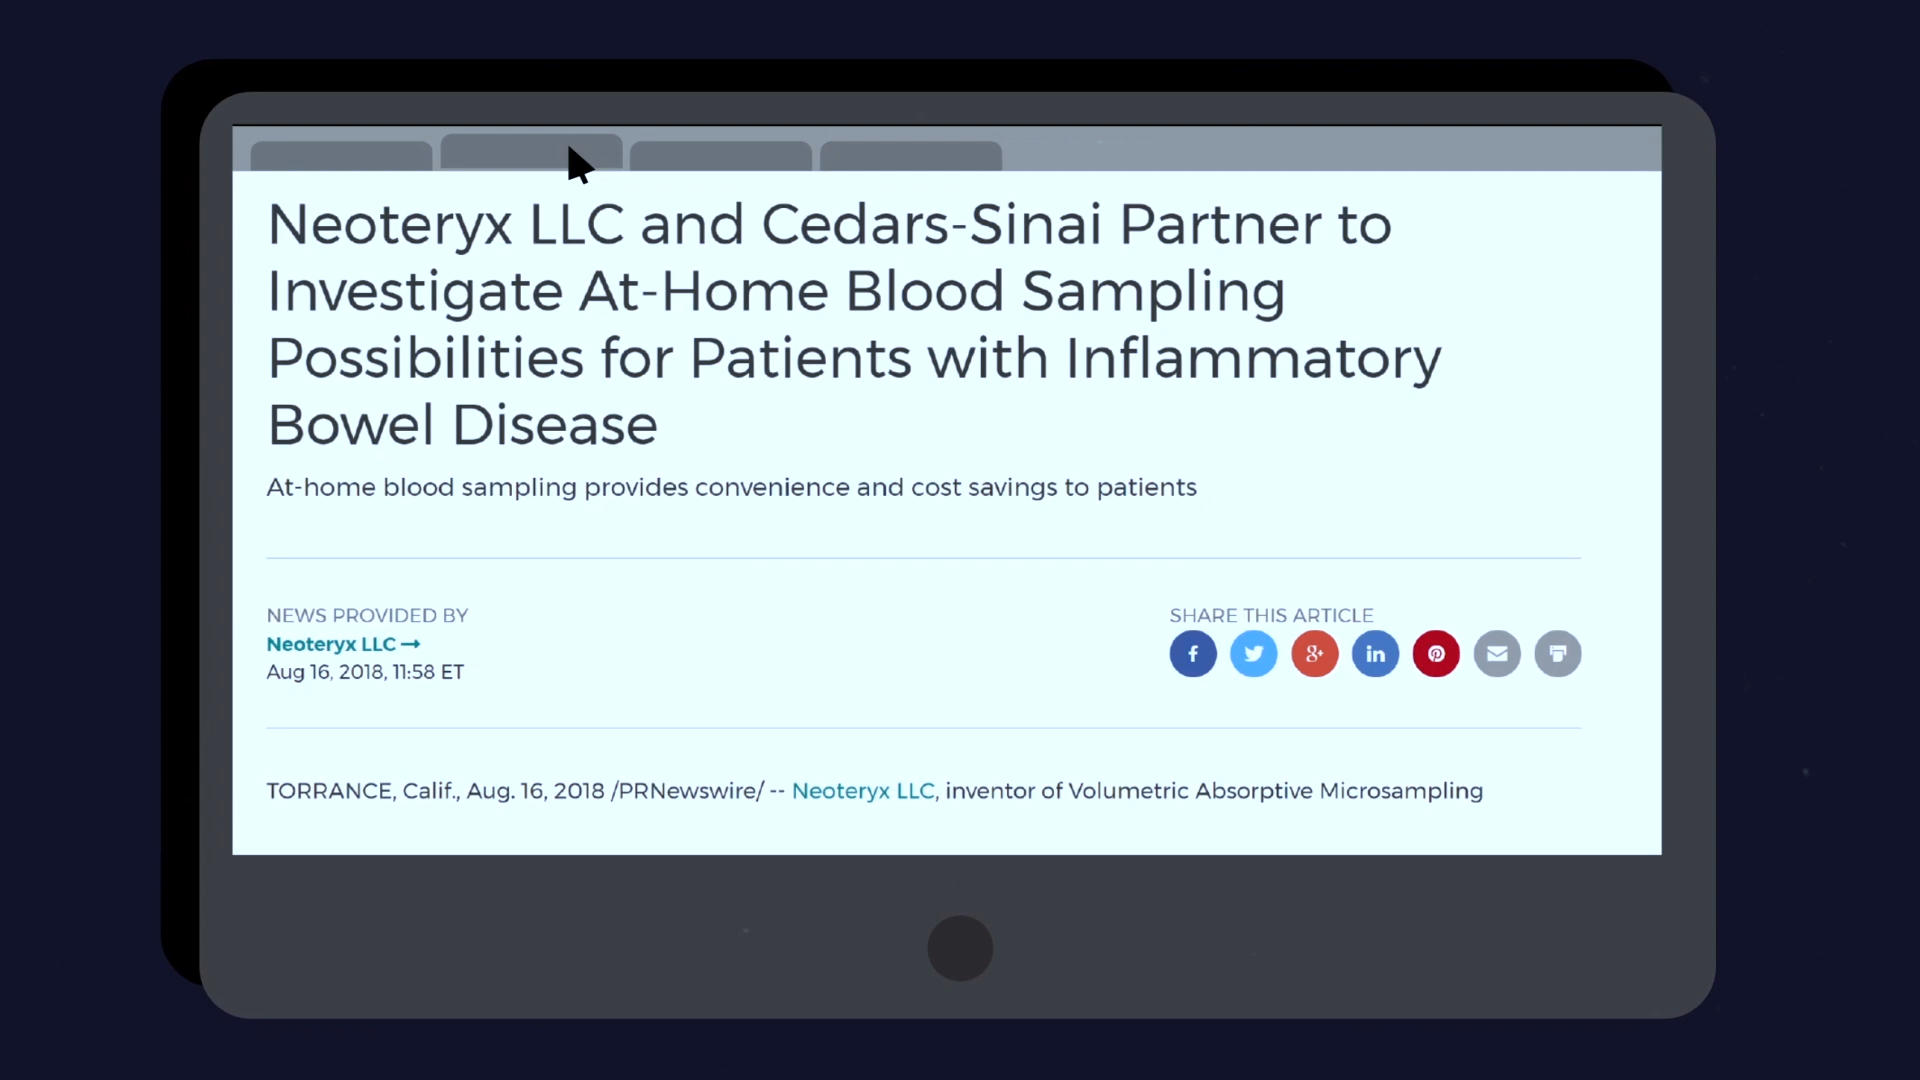 Neoteryx LLC and Cedars-Sinai Partner to
Investigate At-Home Blood Sampling
Possibilities for Patients with Inflammatory
Bowel Disease
At-home blood sampling provides convenience and cost savings to patients
NEWS PROVIDED BY
Neoteryx LLC →
Aug 16, 2018, 11:58 ET
SHARE THIS ARTICLE
f
8+
in
TORRANCE, Calif., Aug. 16, 2018 /PRNewswire/ -- Neoteryx LLC, inventor of Volumetric Absorptive Microsampling